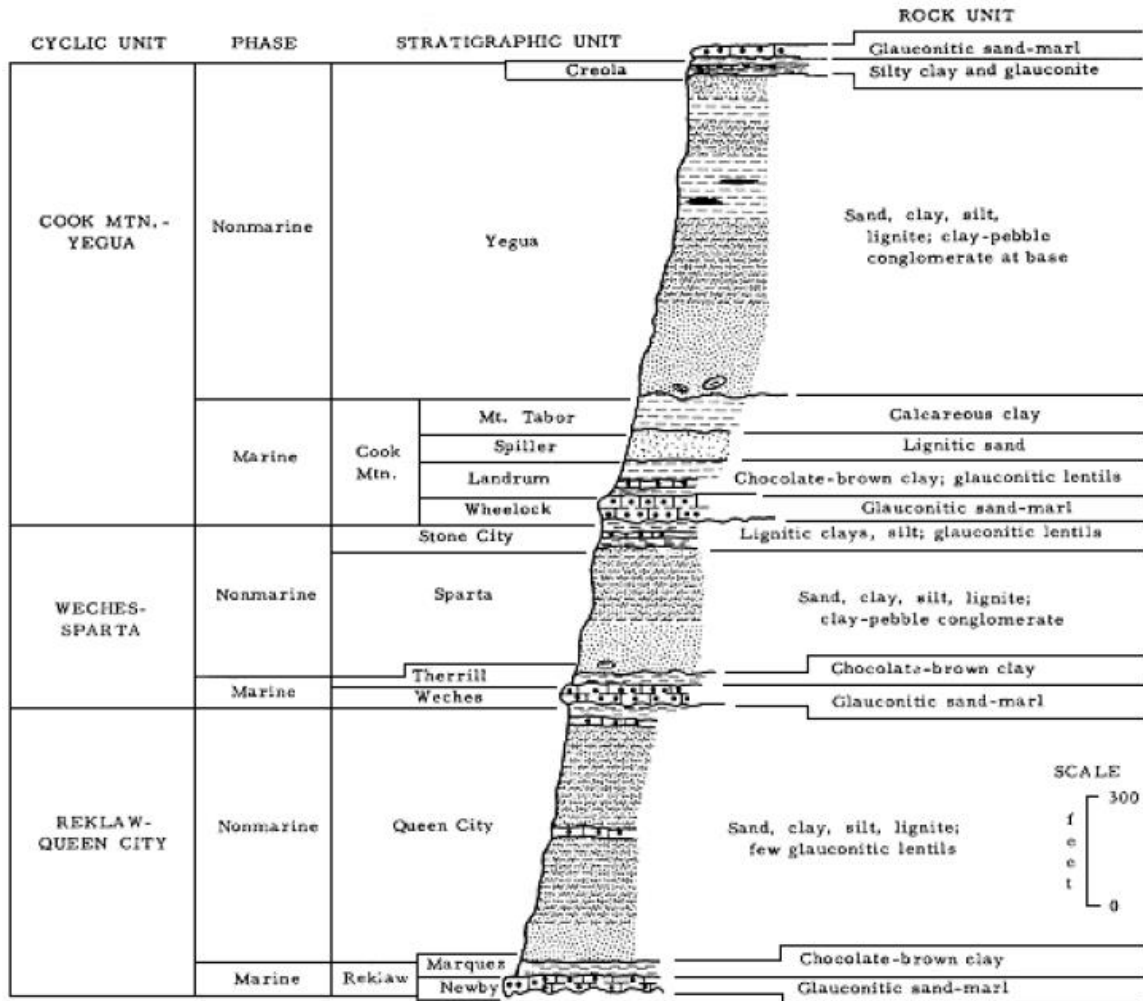 CYCLIC UNIT
PHASE
STRATIGRAPHIC UNIT
ROCK UNIT
Creola
Glauconitic sand-marl
Silty clay and glauconite
COOK MTN.-
YEGUA
Nonmarine
Yegua
Sand, clay, silt,
lignite; clay-pebble
conglomerate at base
Marine
Cook
Mtn.
Mt. Tabor
Calcareous clay
Spiller
Lignitic sand
Landrum
Chocolate-brown clay; glauconitic lentils
Wheelock
Glauconitic sand-marl
WECHES-
SPARTA
Nonmarine
Stone City
Lignitic clays, silt; glauconitic lentils
Sparta
Sand, clay, silt, lignite;
clay-pebble conglomerate
Therrill
Chocolate-brown clay
Marine
Weches
Glauconitic sand-marl
REKLAW-
QUEEN CITY
Nonmarine
Queen City
Sand, clay, silt, lignite;
few glauconitic lentils
SCALE
300
feet
0
Marine
Reklaw
Marquez
Chocolate-brown clay
Newby
Glauconitic sand-marl